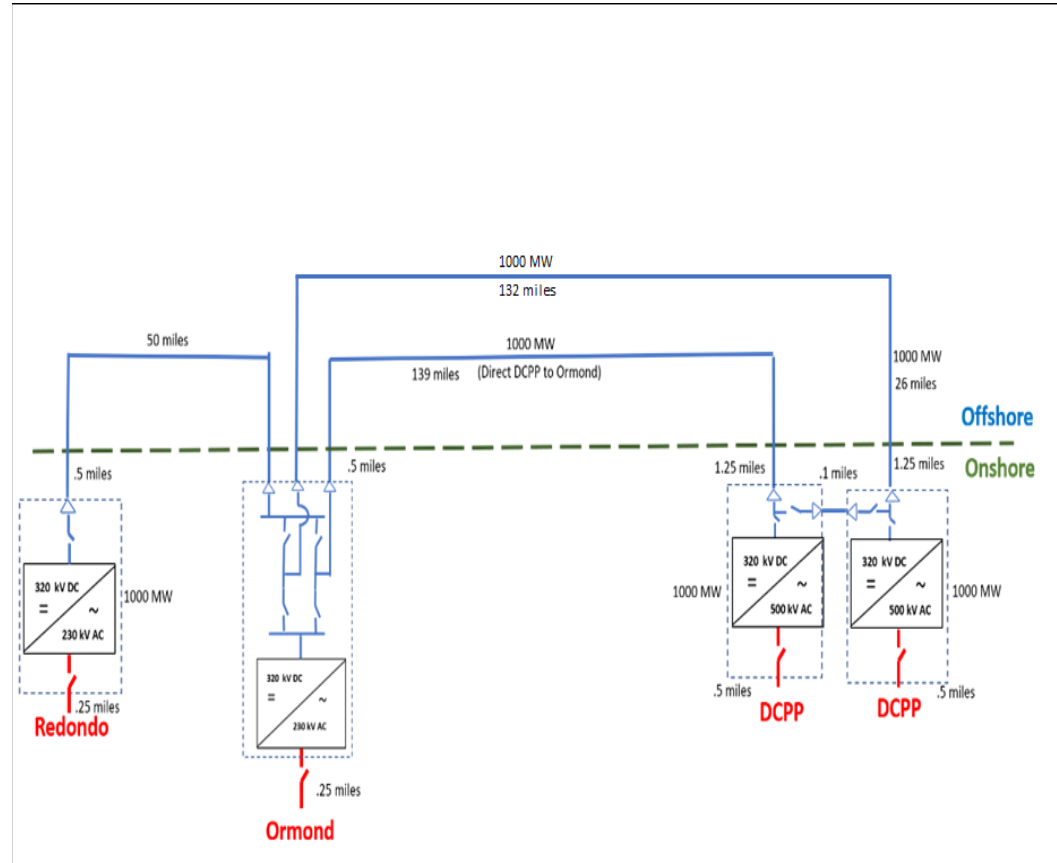 1000 MW
132 miles
50 miles
1000 MW
139 miles
(Direct DCPP to Ormond)
1000 MW
26 miles
Offshore
Onshore
.5 miles
.5 miles
1.25 miles
.1 miles
1.25 miles
320 kV DC
=
~
230 kV AC
1000 MW
.25 miles
Redondo
320 kV DC
=
~
230 kV AC
.25 miles
Ormond
1000 MW
320 kV DC
=
~
500 kV AC
.5 miles
DCPP
320 kV DC
=
~
500 kV AC
1000 MW
.5 miles
DCPP